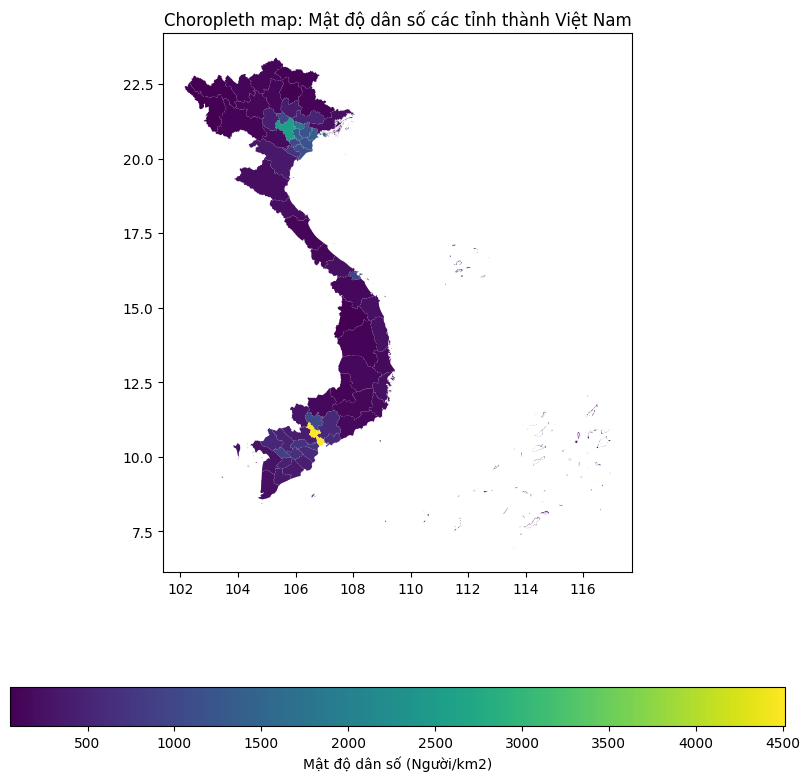 Choropleth map: Mật độ dân số các tỉnh thành Việt Nam
22.5
20.0
17.5
15.0
12.5
10.0
7.5
102 104 106 108 110 112 114 116
500 1000 1500 2000 2500 3000 3500 4000 4500
Mật độ dân số (Người/km2)